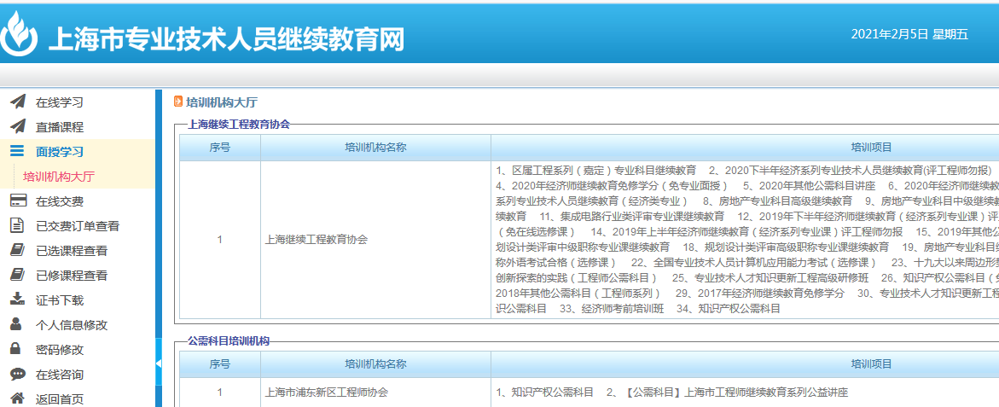 上海市专业技术人员继续教育网
2021年2月5日 星期五
在线学习
直播课程
面授学习
培训机构大厅
在线交费
已交费订单查看
已选课程查看
已修课程查看
证书下载
个人信息修改
密码修改
在线咨询
返回首页
培训机构大厅
上海继续工程教育协会
序号 培训机构名称 培训项目
1 上海继续工程教育协会
1、区属工程系列（嘉定）专业科目继续教育 2、2020下半年经济系列专业技术人员继续教育(评工程师勿报)
4、2020年经济师继续教育免修学分（免专业面授） 5、2020年其他公需科目讲座 6、2020年经济师继续教
系列专业技术人员继续教育（经济类专业） 8、房地产专业科目高级继续教育 9、房地产专业科目中级继续教
续教育 11、集成电路行业类评审专业课继续教育 12、2019年下半年经济师继续教育（经济系列专业课）评
（免在线选修课） 14、2019年上半年经济师继续教育（经济系列专业课）评工程师勿报 15、2019年其他公
划设计类评审中级职称专业课继续教育 18、规划设计类评审高级职称专业课继续教育 19、房地产专业科目
称外语考试合格（选修课） 22、全国专业技术人员计算机应用能力考试（选修课） 23、十九大以来周边形
创新探索的实践（工程师公需科目） 25、专业技术人才知识更新工程高级研修班 26、知识产权公需科目（
2018年其他公需科目（工程师系列） 29、2017年经济师继续教育免修学分 30、专业技术人才知识更新工程
识公需科目 33、经济师考前培训班 34、知识产权公需科目
公需科目培训机构
序号 培训机构名称 培训项目
1 上海市浦东新区工程师协会 1、知识产权公需科目 2、【公需科目】上海市工程师继续教育系列公益讲座